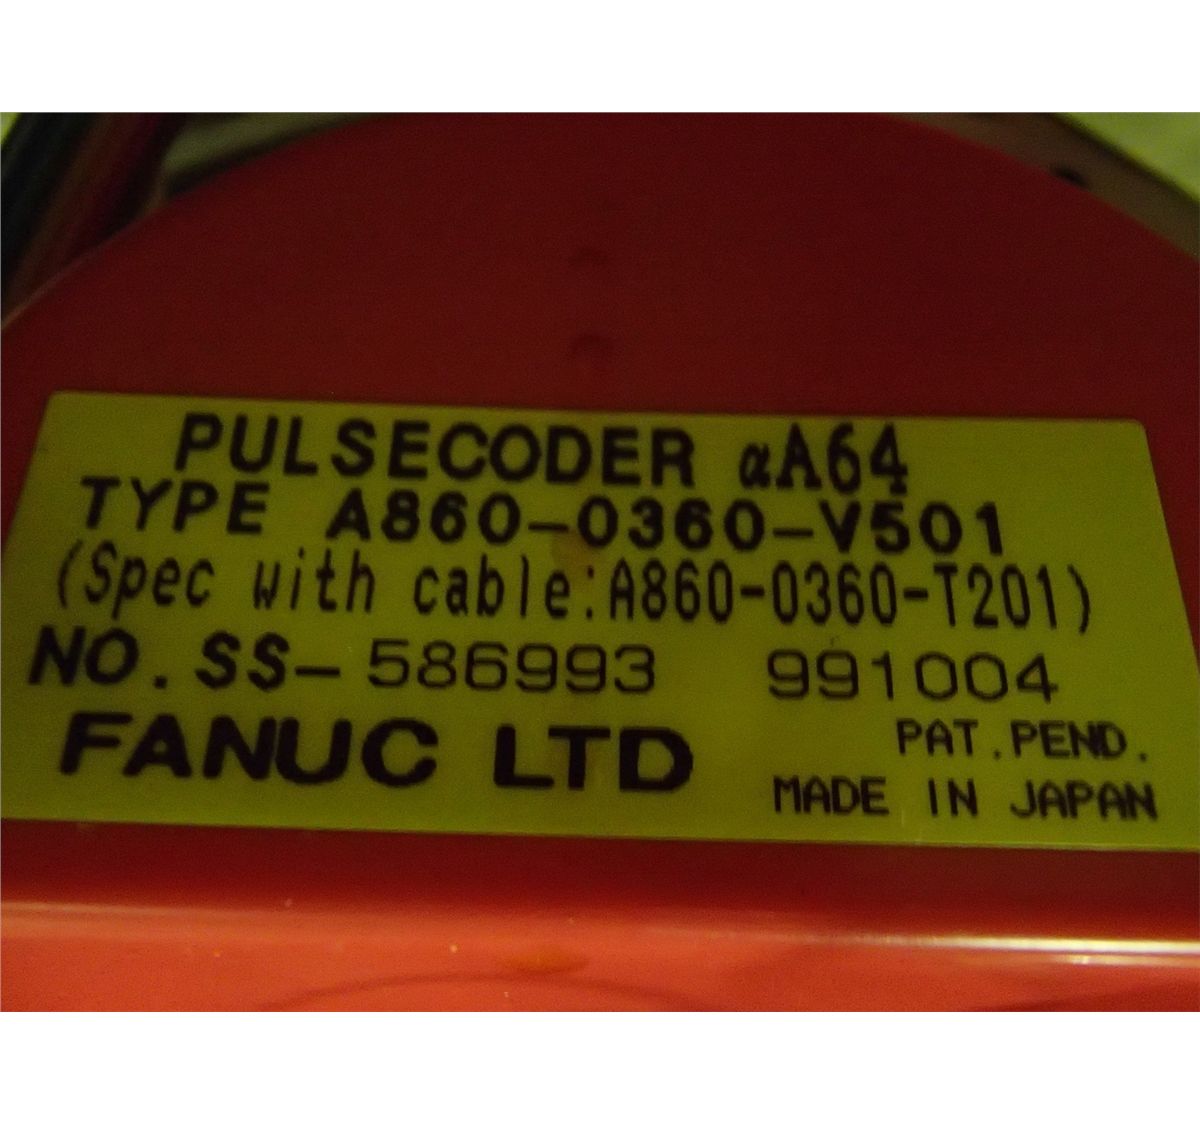 PULSECODER αA64
TYPE A860-0360-V501
(Spec with cable:A860-0360-T201)
NO.SS-586993 991004
FANUC LTD PAT.PEND.
MADE IN JAPAN